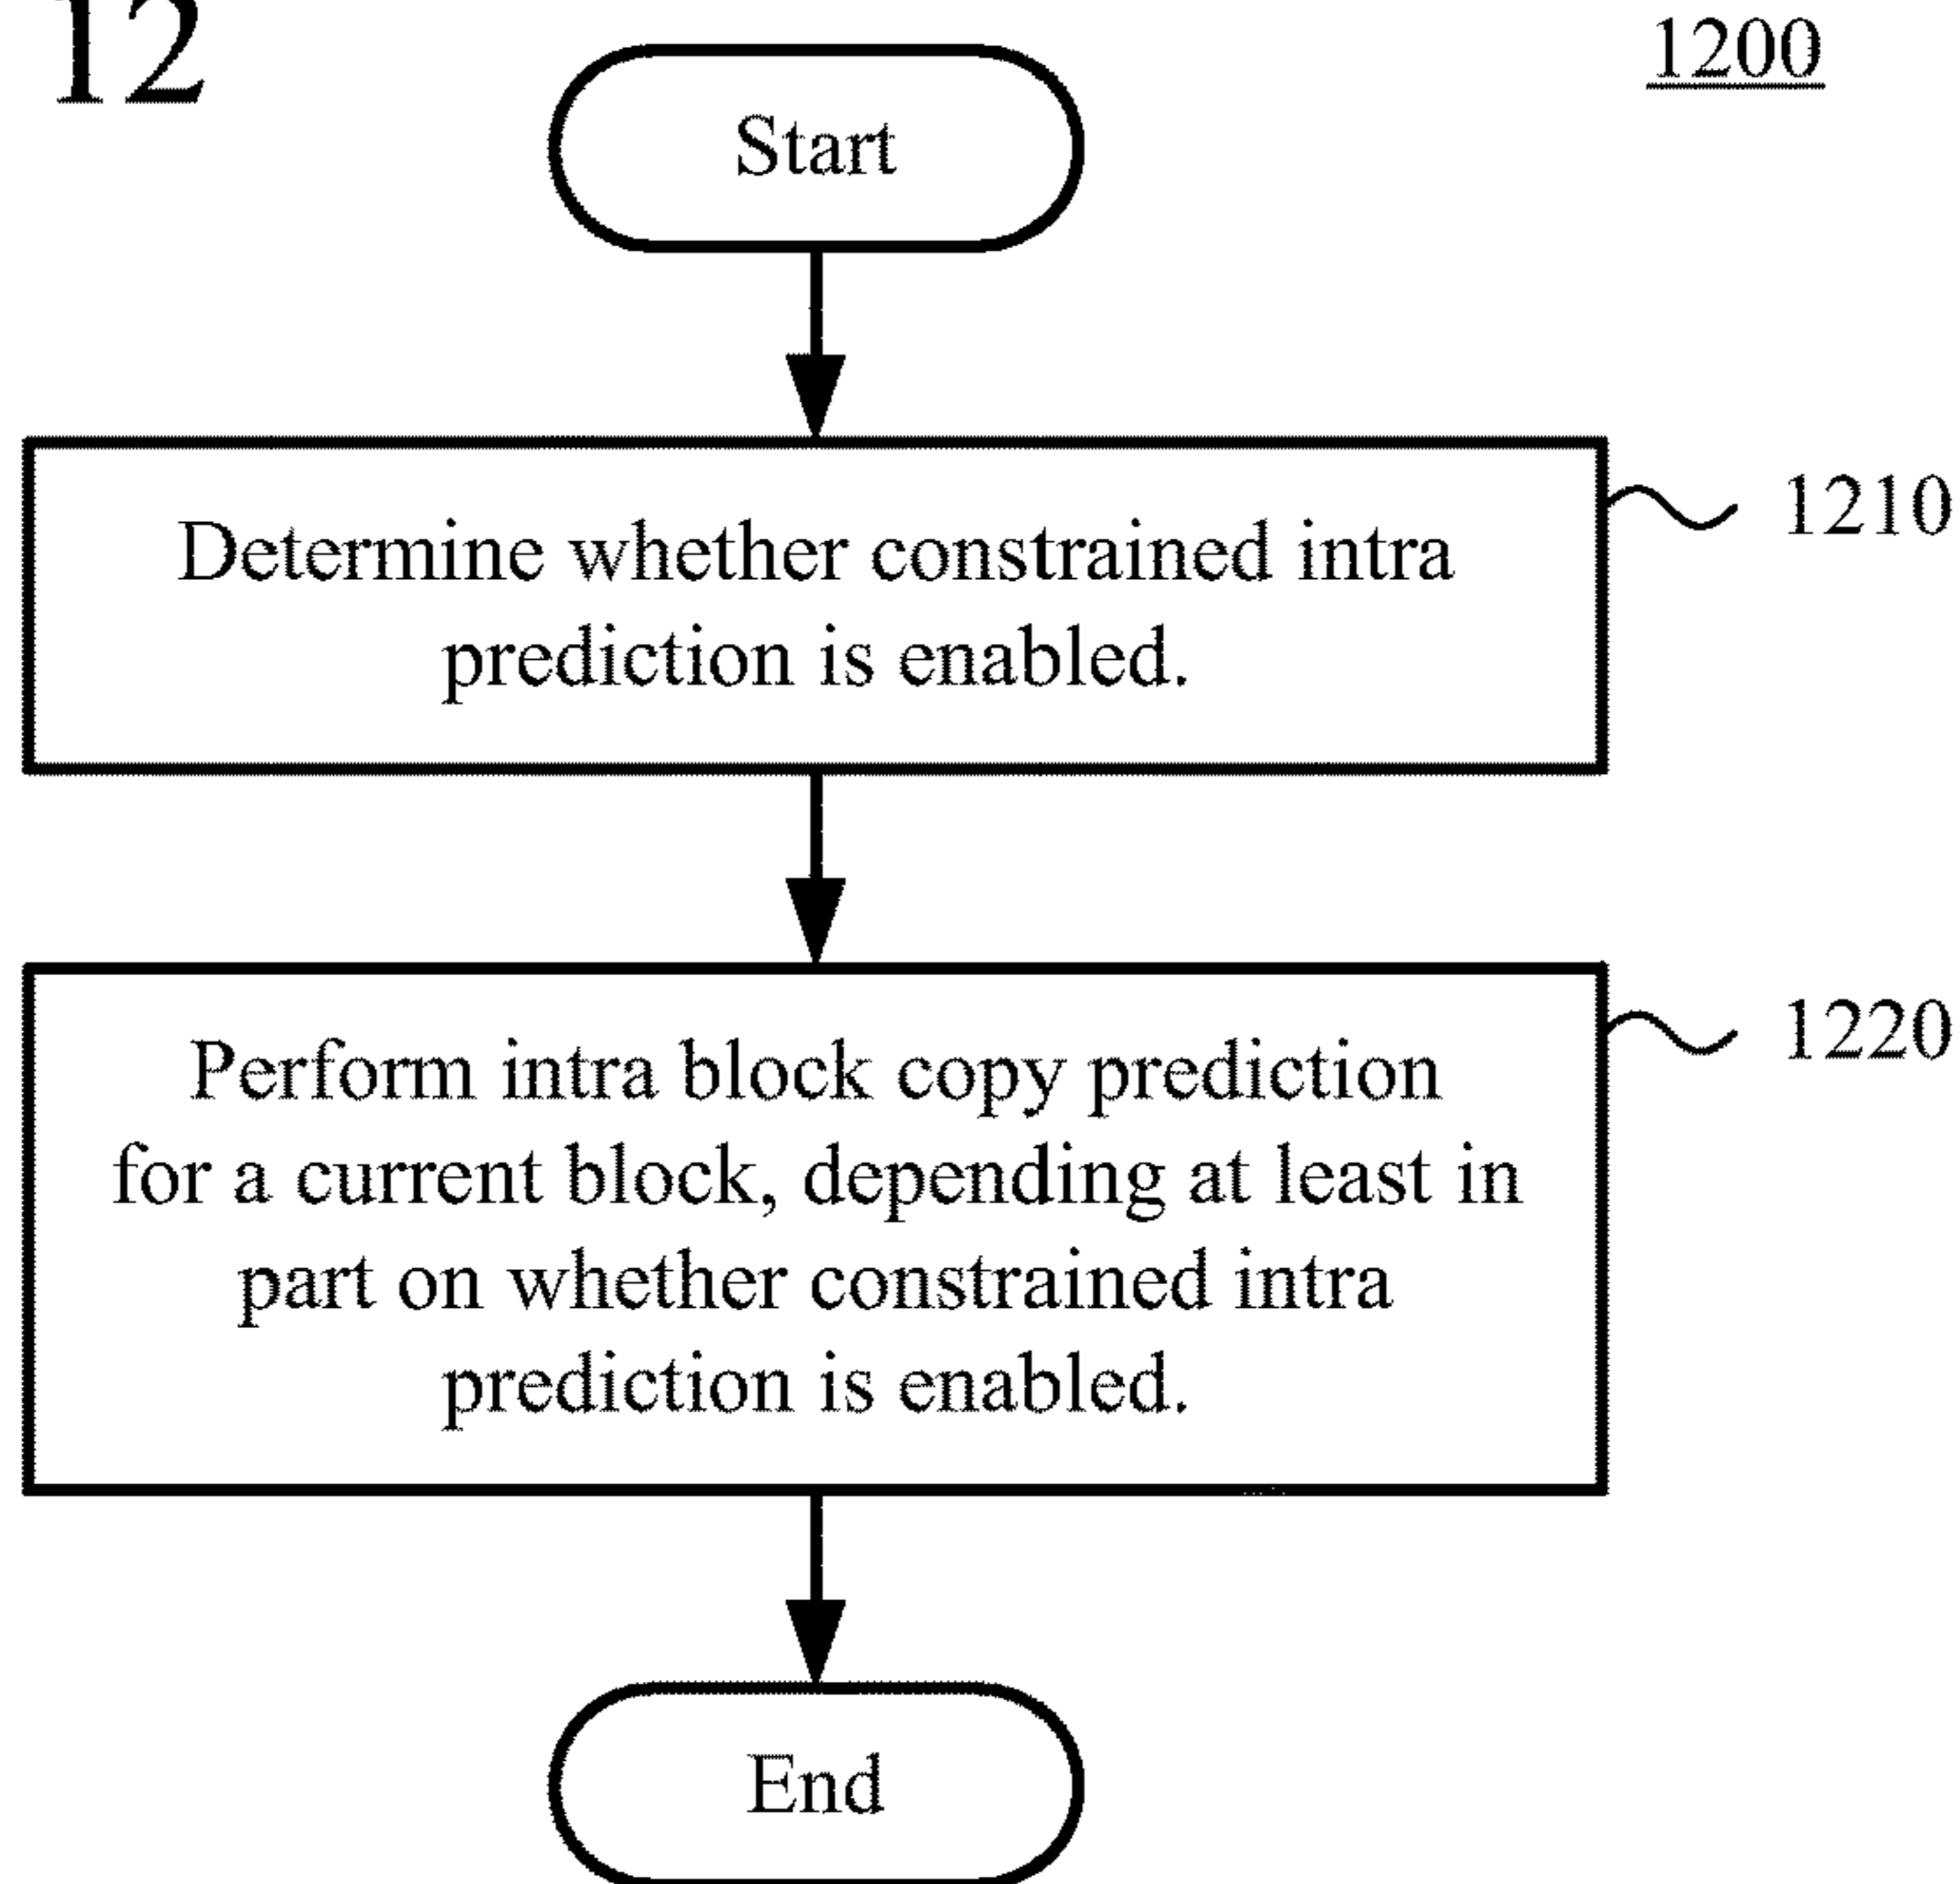 12
1200
Start
Determine whether constrained intra
prediction is enabled.
1210
Perform intra block copy prediction
for a current block, depending at least in
part on whether constrained intra
prediction is enabled.
1220
End